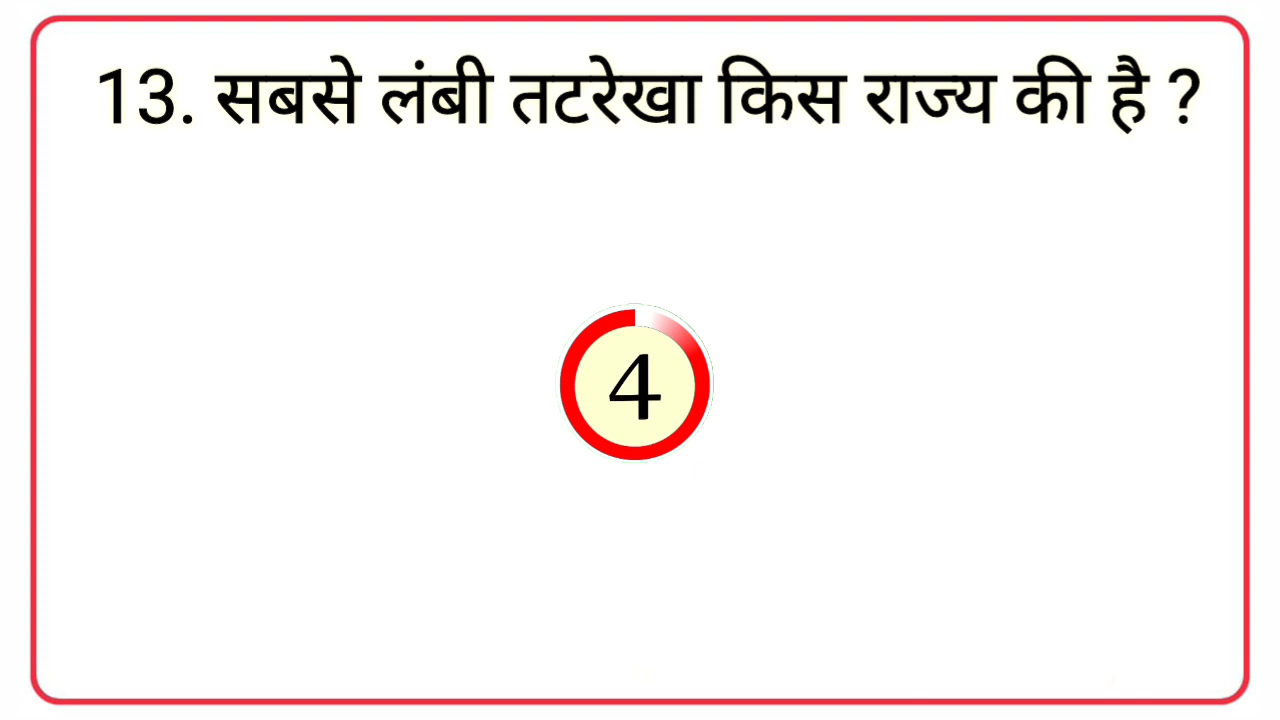 13. सबसे लंबी तटरेखा किस राज्य की है ?
4